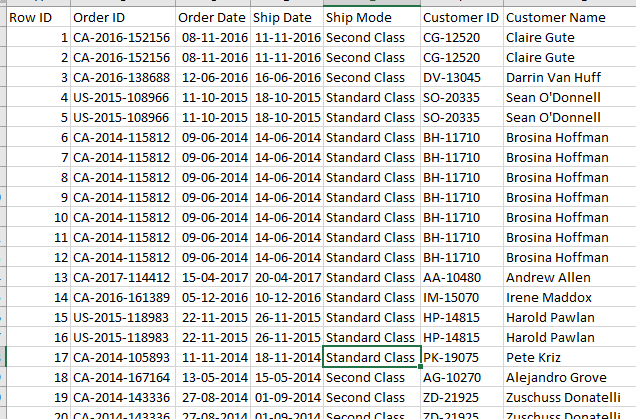 Row ID Order ID Order Date Ship Date Ship Mode Customer ID Customer Name
1 CA-2016-152156 08-11-2016 11-11-2016 Second Class CG-12520 Claire Gute
2 CA-2016-152156 08-11-2016 11-11-2016 Second Class CG-12520 Claire Gute
3 CA-2016-138688 12-06-2016 16-06-2016 Second Class DV-13045 Darrin Van Huff
4 US-2015-108966 11-10-2015 18-10-2015 Standard Class SO-20335 Sean O'Donnell
5 US-2015-108966 11-10-2015 18-10-2015 Standard Class SO-20335 Sean O'Donnell
6 CA-2014-115812 09-06-2014 14-06-2014 Standard Class BH-11710 Brosina Hoffman
7 CA-2014-115812 09-06-2014 14-06-2014 Standard Class BH-11710 Brosina Hoffman
8 CA-2014-115812 09-06-2014 14-06-2014 Standard Class BH-11710 Brosina Hoffman
9 CA-2014-115812 09-06-2014 14-06-2014 Standard Class BH-11710 Brosina Hoffman
10 CA-2014-115812 09-06-2014 14-06-2014 Standard Class BH-11710 Brosina Hoffman
11 CA-2014-115812 09-06-2014 14-06-2014 Standard Class BH-11710 Brosina Hoffman
12 CA-2014-115812 09-06-2014 14-06-2014 Standard Class BH-11710 Brosina Hoffman
13 CA-2017-114412 15-04-2017 20-04-2017 Standard Class AA-10480 Andrew Allen
14 CA-2016-161389 05-12-2016 10-12-2016 Standard Class IM-15070 Irene Maddox
15 US-2015-118983 22-11-2015 26-11-2015 Standard Class HP-14815 Harold Pawlan
16 US-2015-118983 22-11-2015 26-11-2015 Standard Class HP-14815 Harold Pawlan
17 CA-2014-105893 11-11-2014 18-11-2014 Standard Class PK-19075 Pete Kriz
18 CA-2014-167164 13-05-2014 15-05-2014 Second Class AG-10270 Alejandro Grove
19 CA-2014-143336 27-08-2014 01-09-2014 Second Class ZD-21925 Zuschuss Donatelli
20 CA-2014-143336 27-08-2014 01-09-2014 Second Class ZD-21925 Zuschuss Donatelli